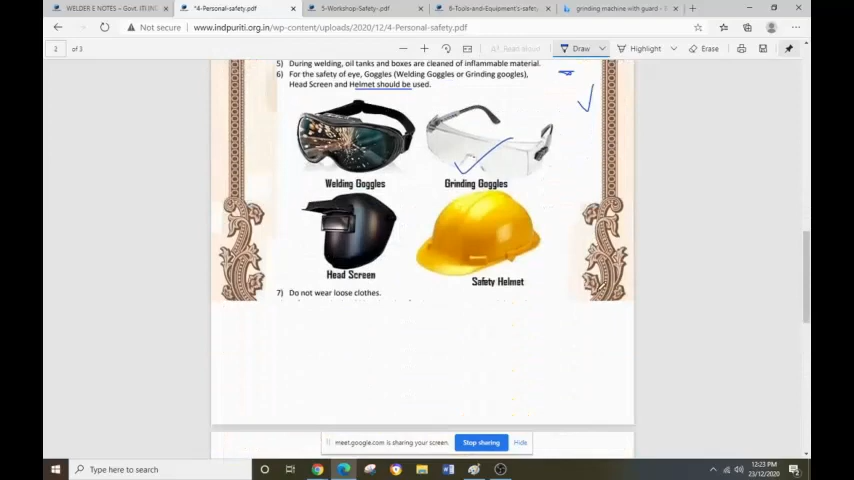 WELDER E NOTES – Govt. ITI IND
*4-Personal-safety.pdf
5-Workshop-Safety-.pdf
6-Tools-and-Equipment's-safety
grinding machine with guard -
Not secure
www.indpuriti.org.in/wp-content/uploads/2020/12/4-Personal-safety.pdf
2 of 3
Read aloud
Draw
Highlight
Erase
5) During welding, oil tanks and boxes are cleaned of inflammable material.
6) For the safety of eye, Goggles (Welding Goggles or Grinding googles),
Head Screen and Helmet should be used.
Welding Goggles
Grinding Goggles
Head Screen
Safety Helmet
7) Do not wear loose clothes.
meet.google.com is sharing your screen.
Stop sharing
Hide
Type here to search
12:23 PM
23/12/2020